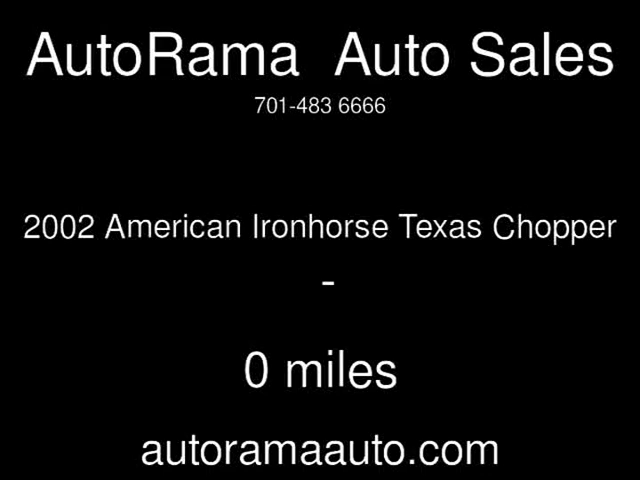 AutoRama  Auto Sales
701-483 6666
2002 American Ironhorse Texas Chopper
-
0 miles
autoramaauto.com